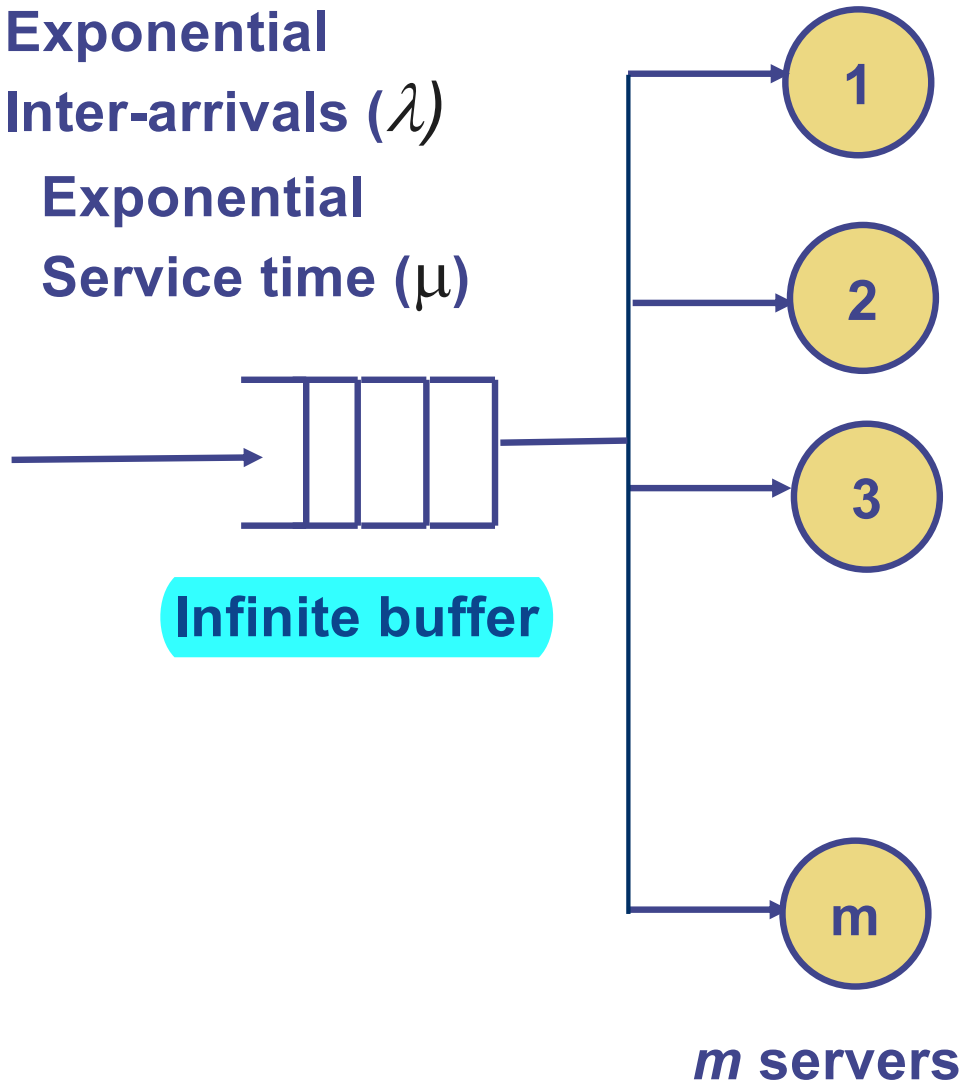 Exponential
Inter-arrivals (λ)
Exponential
Service time (μ)
1
2
3
Infinite buffer
m
m servers